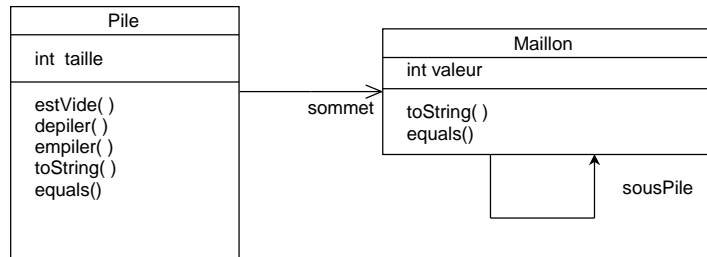 Pile
int taille
estVide( )
depiler( )
empiler( )
toString( )
equals()
sommet
Maillon
int valeur
toString( )
equals()
sousPile